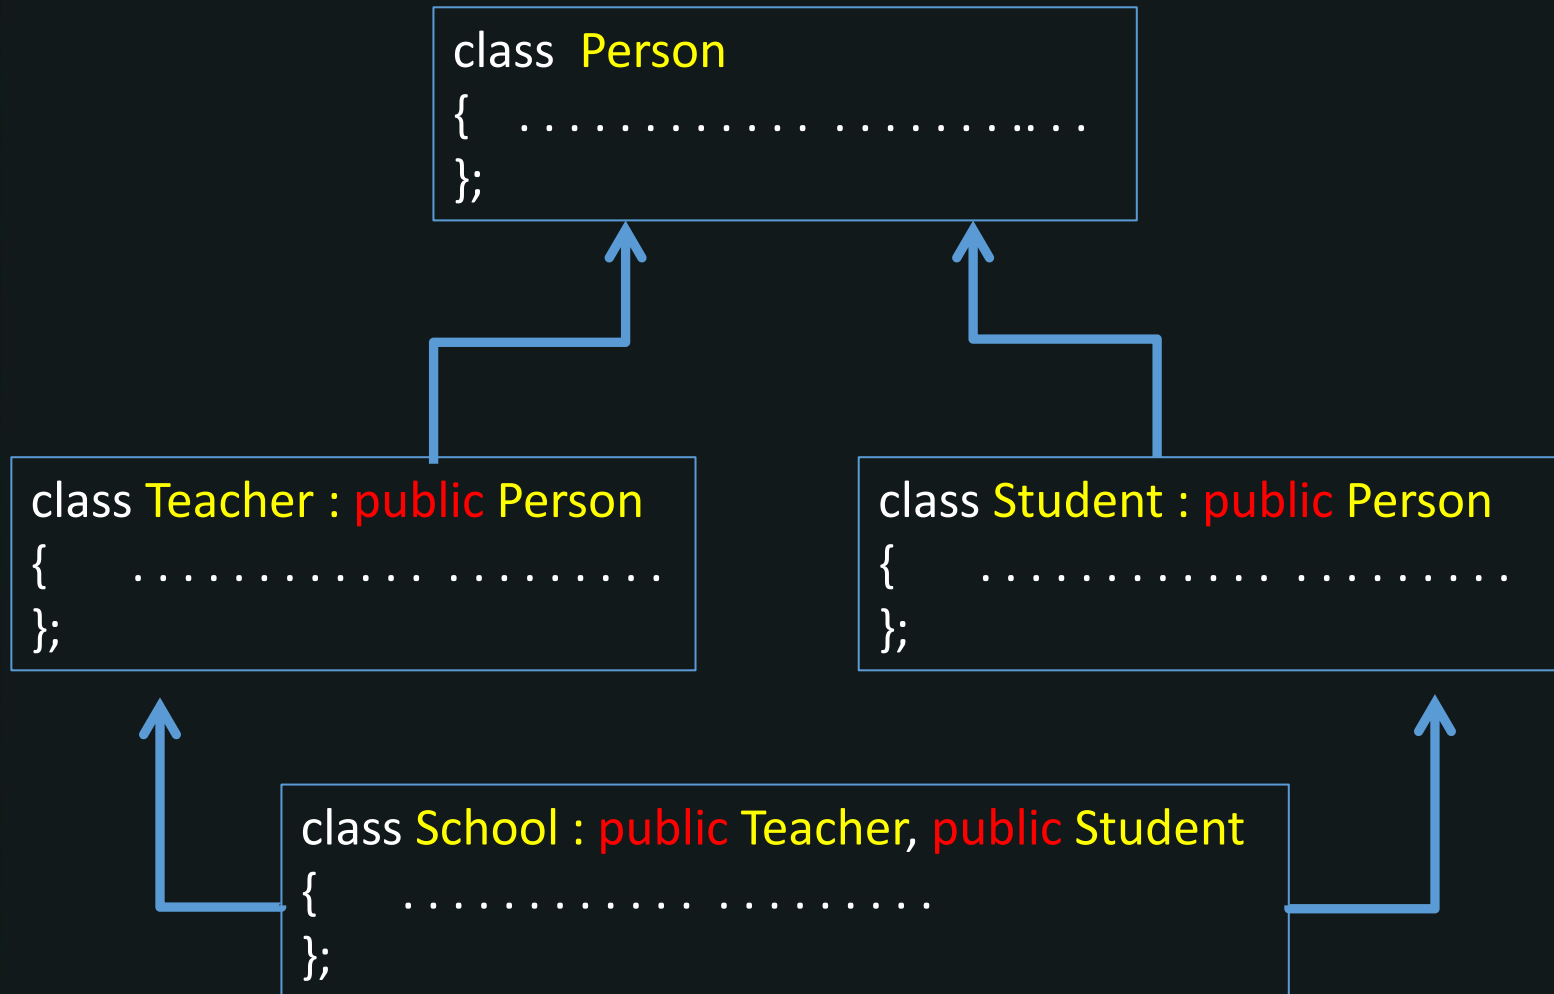 class Person
{ . . . . . . . . . . . . . . . . . . . .. . .
};
class Teacher : public Person
{ . . . . . . . . . . . . . . . . . . . . .
};
class Student : public Person
{ . . . . . . . . . . . . . . . . . . . . .
};
class School : public Teacher, public Student
{ . . . . . . . . . . . . . . . . . . . . .
};